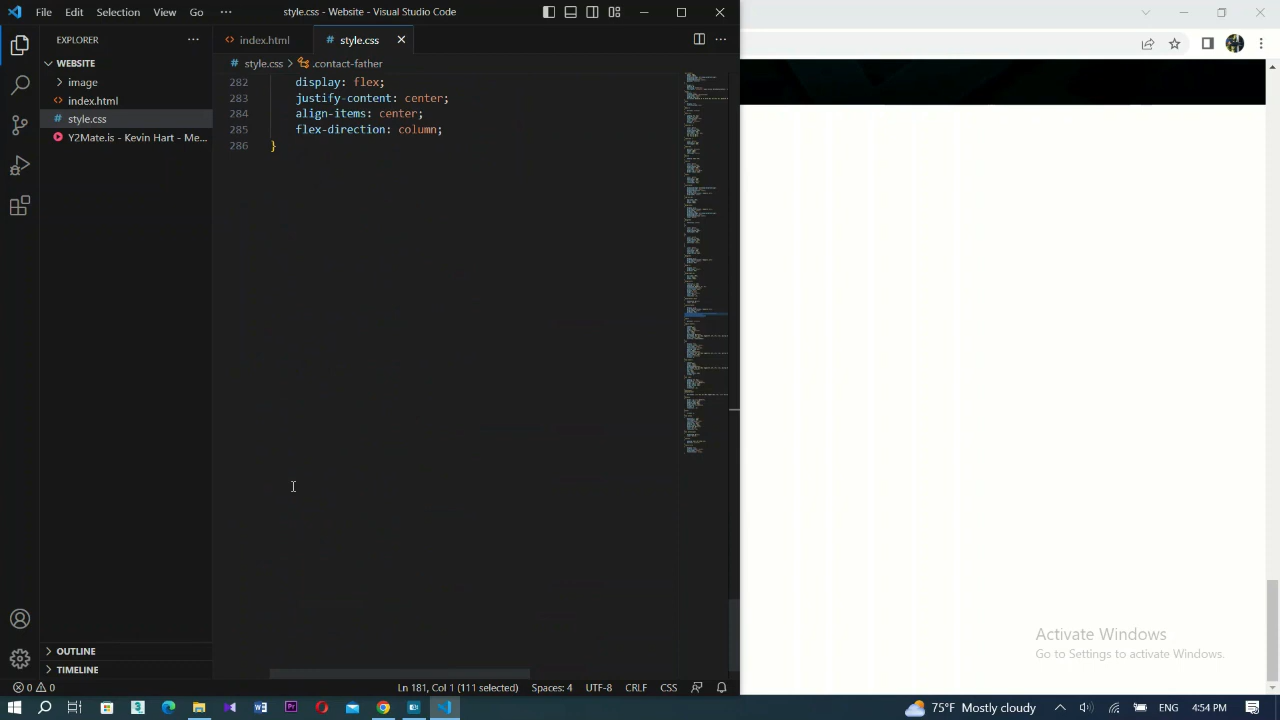 File Edit Selection View Go ··· style.css - Website - Visual Studio Code
EXPLORER ···
index.html
# style.css
WEBSITE
# style.css > .contact-father
image
index.html
# style.css
Y2Mate.is - Kevin Hart - Me...
282 display: flex;
283 justify-content: center;
284 align-items: center;
285 flex-direction: column;
286 }
Activate Windows
Go to Settings to activate Windows.
OUTLINE
TIMELINE
0 0 Ln 181, Col 1 (111 selected) Spaces: 4 UTF-8 CRLF CSS
75°F Mostly cloudy ENG 4:54 PM